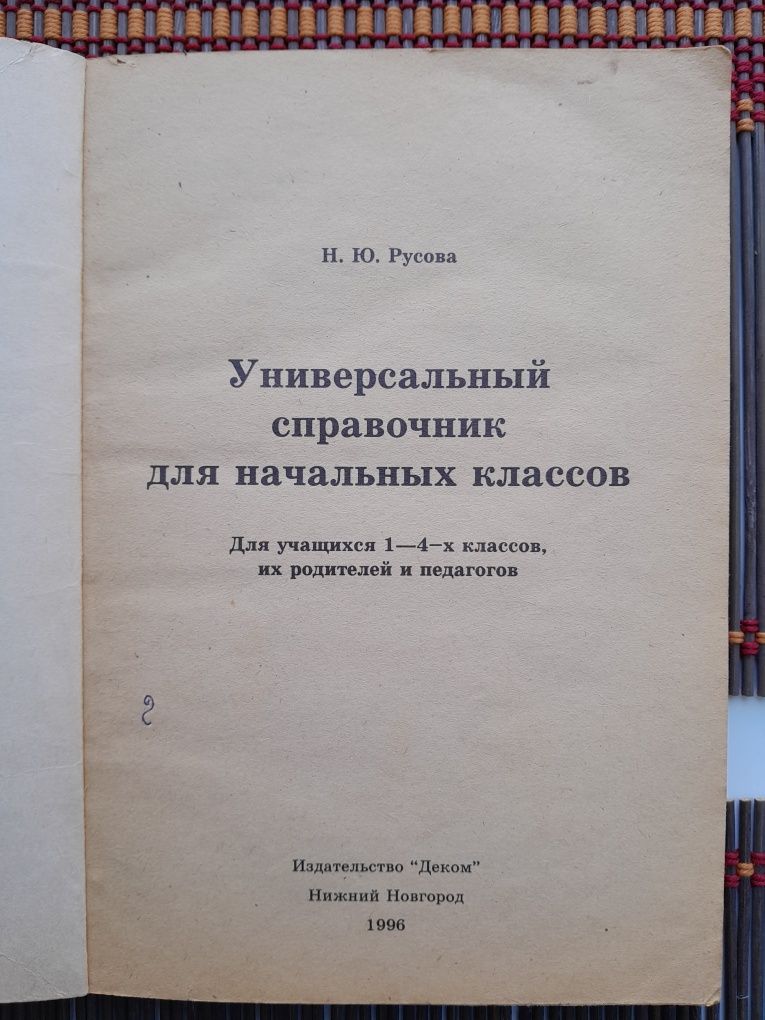 Н. Ю. Русова
Универсальный
справочник
для начальных классов
Для учащихся 1—4-х классов,
их родителей и педагогов
Издательство "Деком"
Нижний Новгород
1996